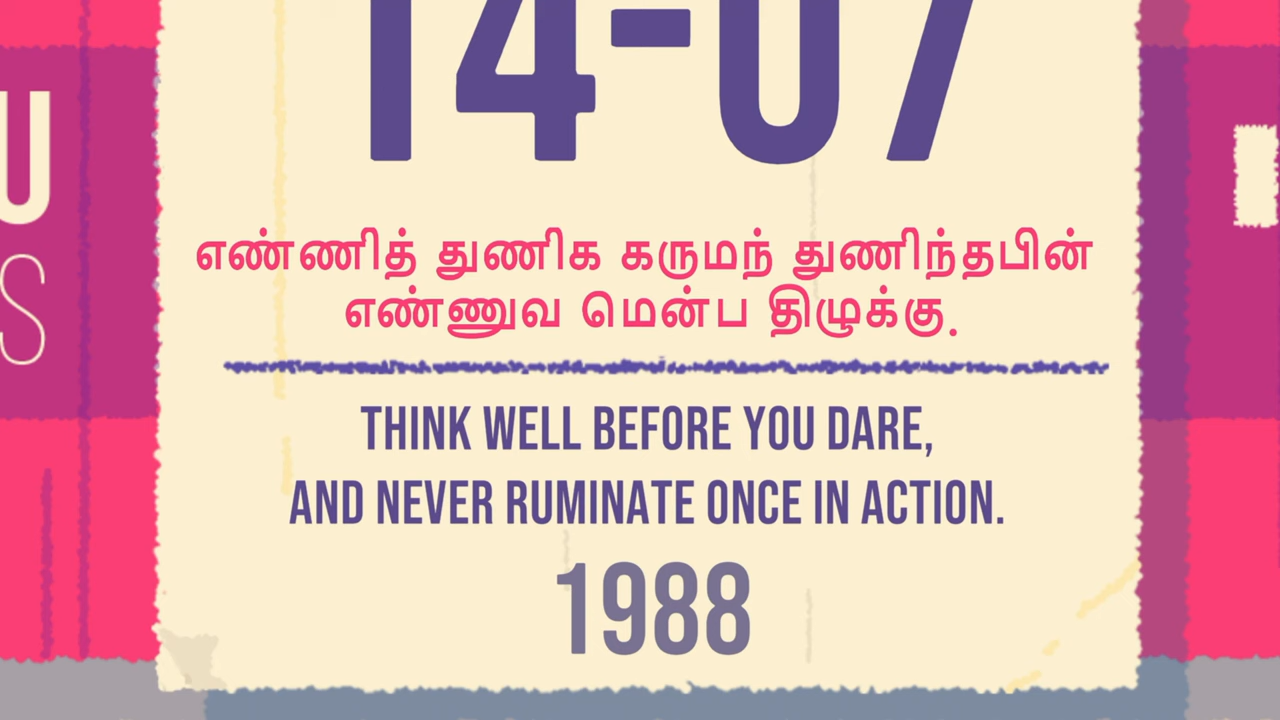 14-07
U
S
எண்ணித் துணிக கருமந் துணிந்தபின்
எண்ணுவ மென்ப திழுக்கு.
THINK WELL BEFORE YOU DARE,
AND NEVER RUMINATE ONCE IN ACTION.
1988